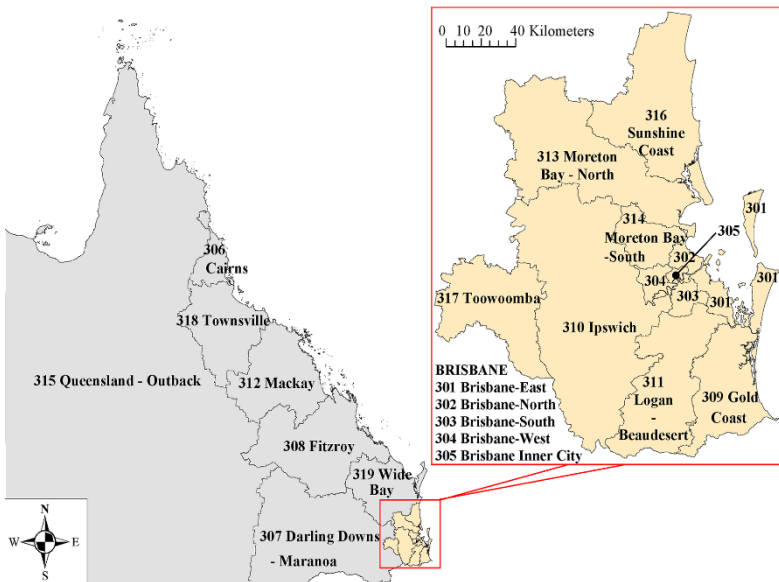 0 10 20 40 Kilometers
316
Sunshine
Coast
313 Moreton
Bay - North
301
314
Moreton Bay
-South
305
302
304
303
301
301
317 Toowoomba
310 Ipswich
311
Logan
-
Beaudesert
309 Gold
Coast
BRISBANE
301 Brisbane-East
302 Brisbane-North
303 Brisbane-South
304 Brisbane-West
305 Brisbane Inner City
306
Cairns
318 Townsville
315 Queensland - Outback
312 Mackay
308 Fitzroy
319 Wide
Bay
307 Darling Downs
- Maranoa
N
W E
S